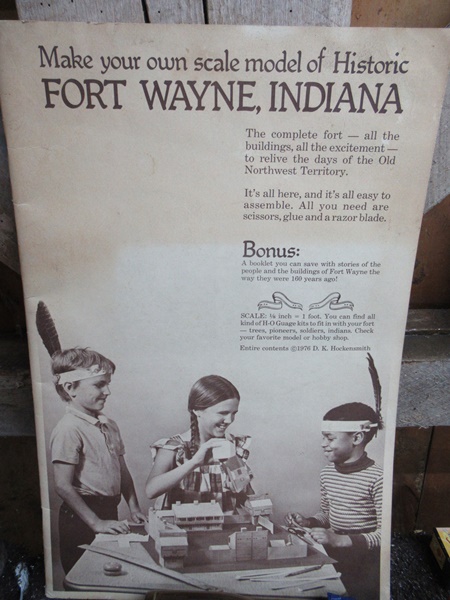 Make your own scale model of Historic
FORT WAYNE, INDIANA
The complete fort — all the
buildings, all the excitement —
to relive the days of the Old
Northwest Territory.
It's all here, and it's all easy to
assemble. All you need are
scissors, glue and a razor blade.
Bonus:
A booklet you can save with stories of the
people and the buildings of Fort Wayne the
way they were 160 years ago!
SCALE: ⅛ inch = 1 foot. You can find all
kind of H-O Guage kits to fit in with your fort
— trees, pioneers, soldiers, indians. Check
your favorite model or hobby shop.
Entire contents ©1976 D. K. Hockensmith